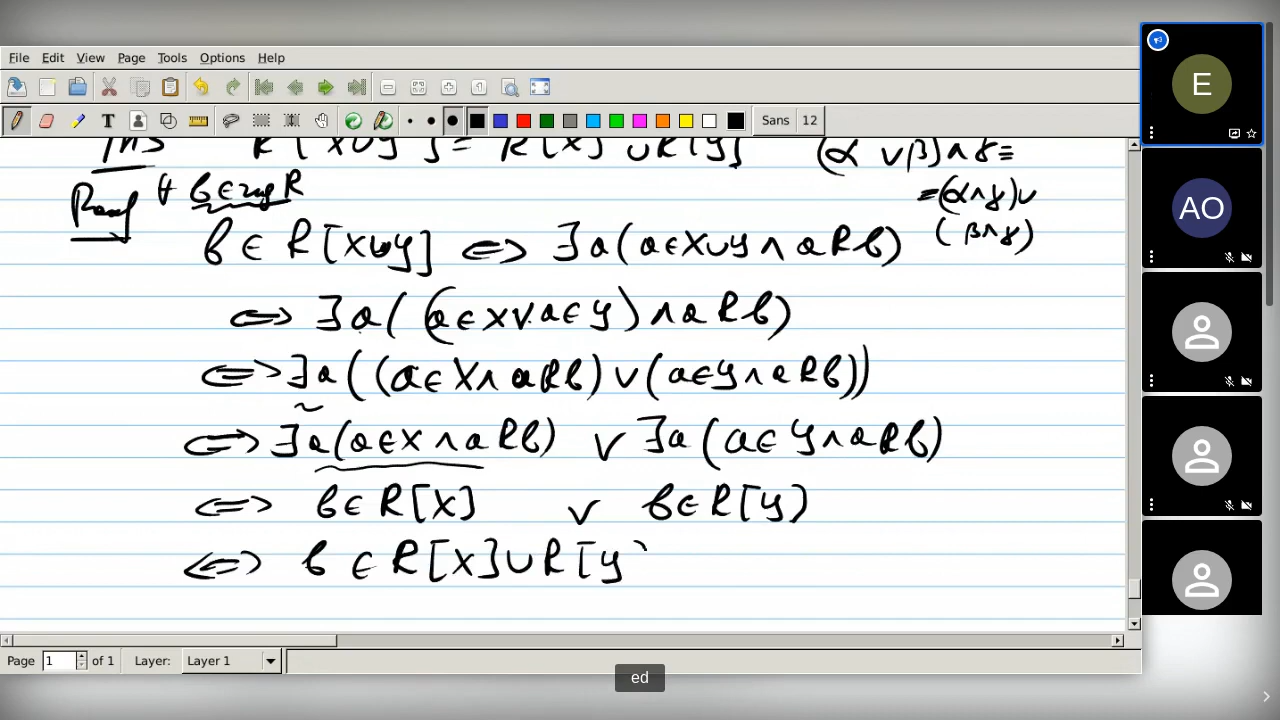 File Edit View Page Tools Options Help
Sans 12
R[X∪Y] = R[X] ∪ R[Y] (α ∨ β) ∧ γ ≡
≡ (α ∧ γ) ∨
(β ∧ γ)
Proof ∀ b ∈ rng R
b ∈ R[X∪Y] ⇔ ∃a(a ∈ X∪Y ∧ aRb)
⇔ ∃a((a ∈ X ∨ a ∈ Y) ∧ aRb)
⇔ ∃a((a ∈ X ∧ aRb) ∨ (a ∈ Y ∧ aRb))
⇔ ∃a(a ∈ X ∧ aRb) ∨ ∃a(a ∈ Y ∧ aRb)
⇔ b ∈ R[X] ∨ b ∈ R[Y]
⇔ b ∈ R[X] ∪ R[Y
Page 1 of 1 Layer: Layer 1
ed
E
AO